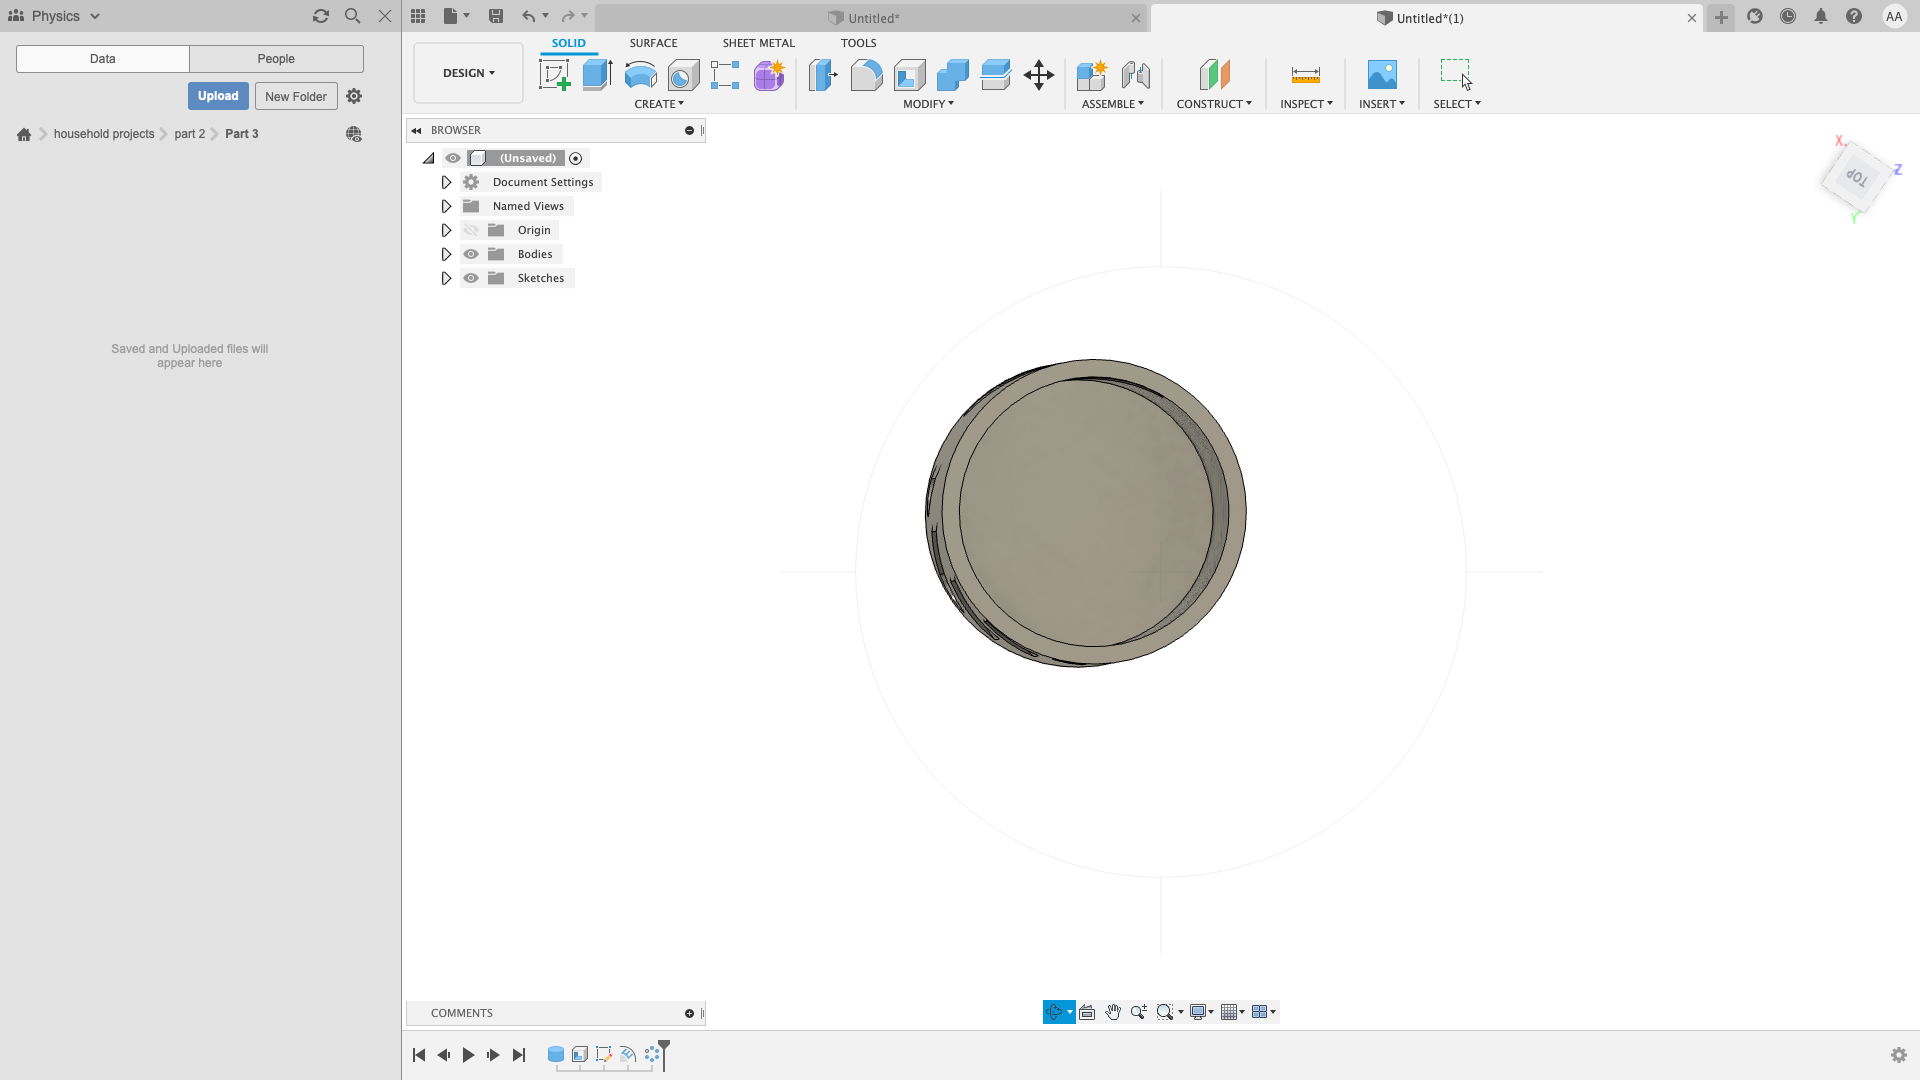 Physics
Untitled*
Untitled*(1)
AA
Data
People
SOLID
SURFACE
SHEET METAL
TOOLS
DESIGN
Upload
New Folder
CREATE
MODIFY
ASSEMBLE
CONSTRUCT
INSPECT
INSERT
SELECT
household projects
part 2
Part 3
BROWSER
(Unsaved)
Document Settings
Named Views
Origin
Bodies
Sketches
X
TOP
Z
Y
Saved and Uploaded files will
appear here
COMMENTS